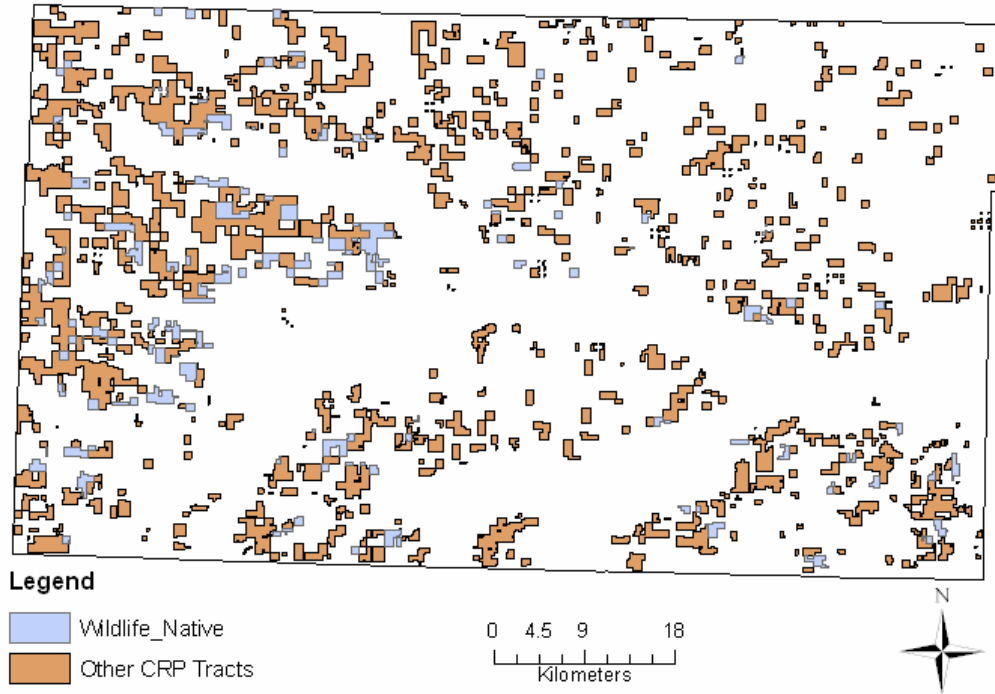 Legend
Wildlife_Native
Other CRP Tracts
0 4.5 9 18
Kilometers
N